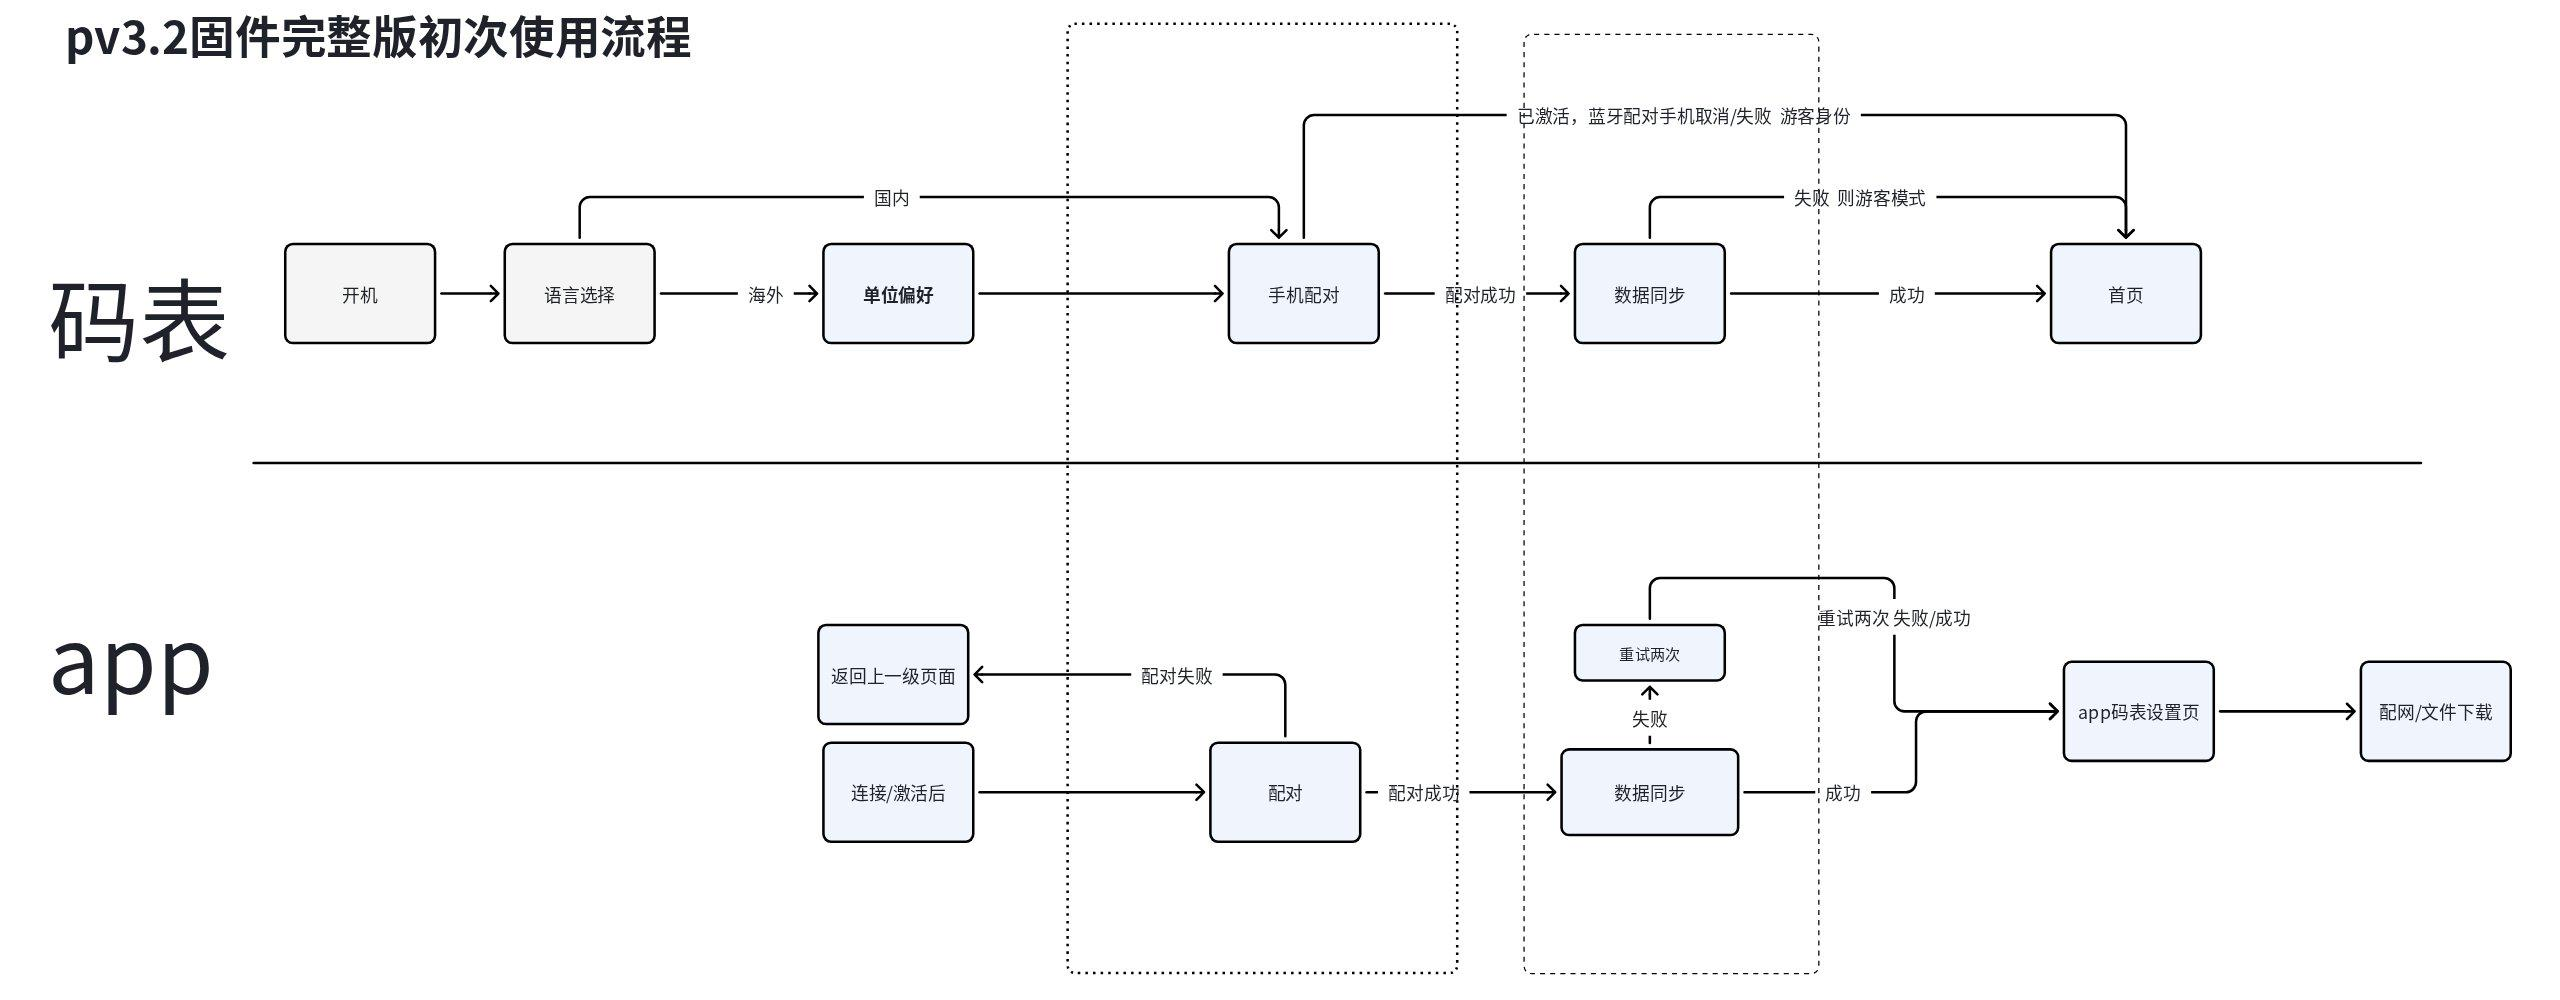 pv3.2固件完整版初次使用流程
已激活，蓝牙配对手机取消/失败 游客身份
国内
失败 则游客模式
码表
开机
语言选择
海外
单位偏好
手机配对
配对成功
数据同步
成功
首页
app
重试两次 失败/成功
返回上一级页面
配对失败
重试两次
失败
app码表设置页
配网/文件下载
连接/激活后
配对
配对成功
数据同步
成功